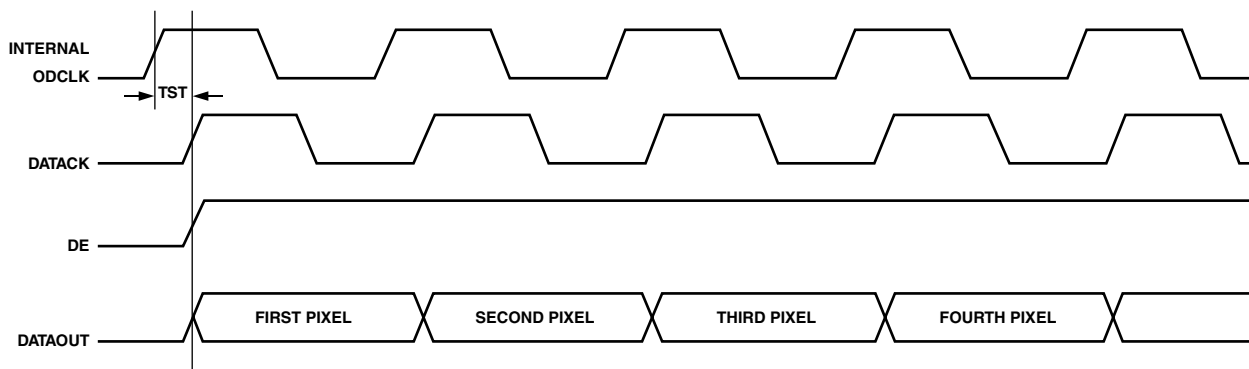 INTERNAL
ODCLK
TST
DATACK
DE
DATAOUT
FIRST PIXEL
SECOND PIXEL
THIRD PIXEL
FOURTH PIXEL